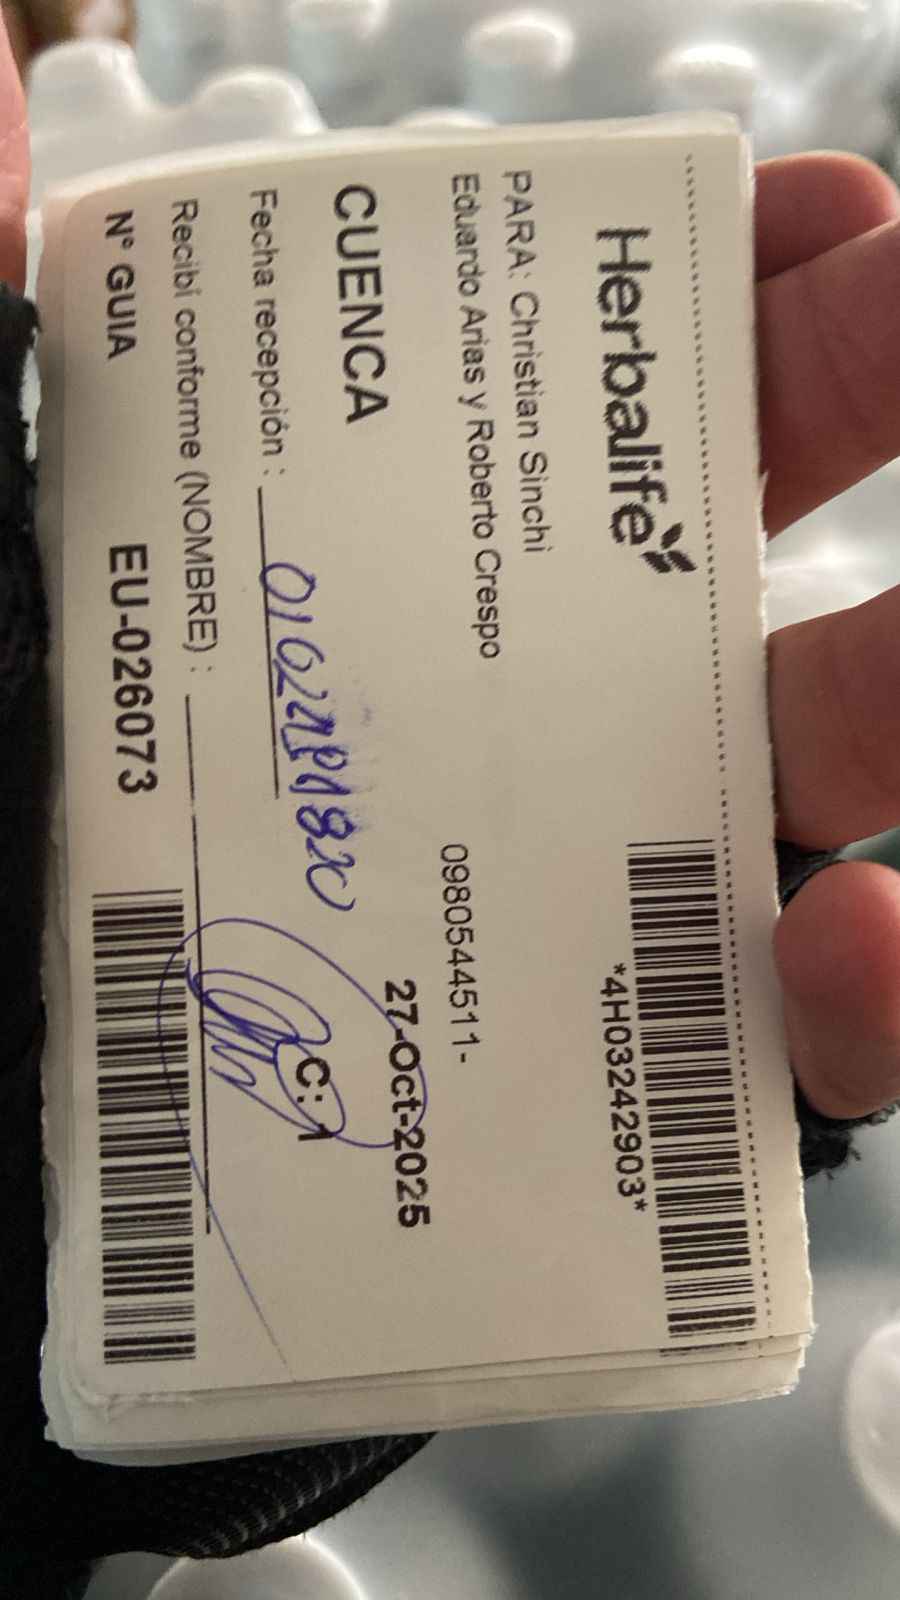 Herbalife
*4H03242903*
PARA: Christian Sinchi
Eduardo Arias y Roberto Crespo
0980544511-
CUENCA
27-Oct-2025
Fecha recepción :
C: 1
Recibí conforme (NOMBRE) :
N° GUIA EU-026073